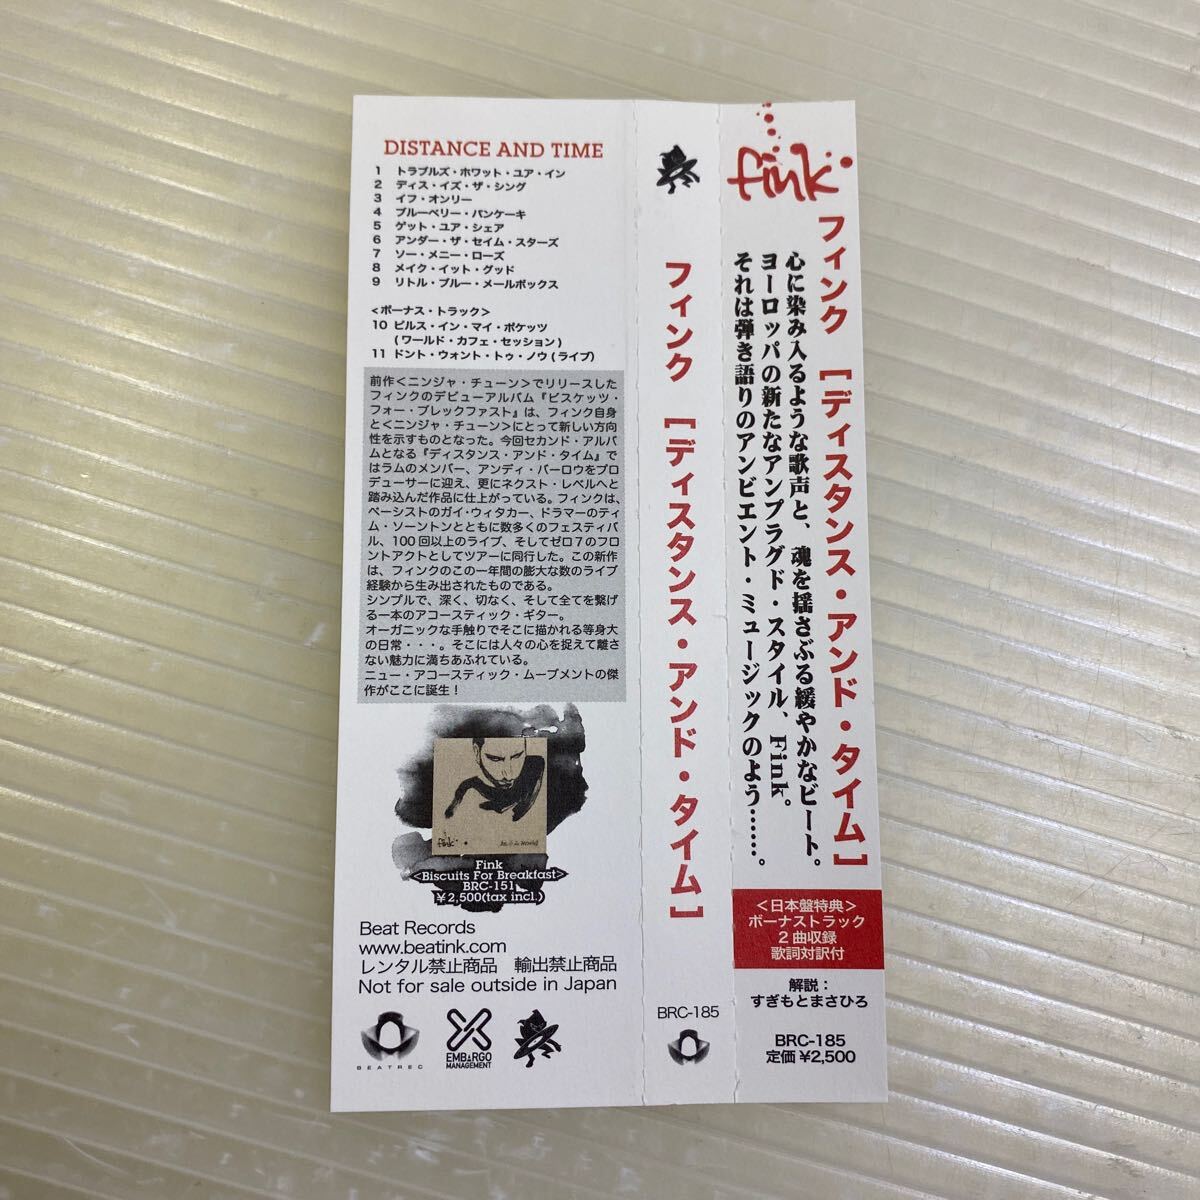 DISTANCE AND TIME
1 トラブルズ・ホワット・ユア・イン
2 ディス・イズ・ザ・シング
3 イフ・オンリー
4 ブルーベリー・パンケーキ
5 ゲット・ユア・シェア
6 アンダー・ザ・セイム・スターズ
7 ソー・メニー・ローズ
8 メイク・イット・グッド
9 リトル・ブルー・メールボックス
<ボーナス・トラック>
10 ピルス・イン・マイ・ポケッツ
(ワールド・カフェ・セッション)
11 ドント・ウォント・トゥ・ノウ(ライブ)
前作<ニンジャ・チューン>でリリースした
フィンクのデビューアルバム『ビスケッツ・
フォー・ブレックファスト』は、フィンク自身
と<ニンジャ・チューン>にとって新しい方向
性を示すものとなった。今回セカンド・アルバ
ムとなる『ディスタンス・アンド・タイム』で
はラムのメンバー、アンディ・バーロウをプロ
デューサーに迎え、更にネクスト・レベルへと
踏み込んだ作品に仕上がっている。フィンクは、
ベーシストのガイ・ウィタカー、ドラマーのティ
ム・ソーントンとともに数多くのフェスティバ
ル、100回以上のライブ、そしてゼロ7のフロ
ントアクトとしてツアーに同行した。この新作
は、フィンクのこの一年間の膨大な数のライブ
経験から生み出されたものである。
シンプルで、深く、切なく、そして全てを繋げ
る一本のアコースティック・ギター。
オーガニックな手触りでそこに描かれる等身大
の日常・・・。そこには人々の心を捉えて離さ
ない魅力に満ちあふれている。
ニュー・アコースティック・ムーブメントの傑
作がここに誕生！
fink
Fink
<Biscuits For Breakfast>
BRC-151
¥2,500(tax incl.)
Beat Records
www.beatink.com
レンタル禁止商品 輸出禁止商品
Not for sale outside in Japan
BEATREC
EMBARGO
MANAGEMENT
フィンク [ディスタンス・アンド・タイム]
BRC-185
fink
フィンク [ディスタンス・アンド・タイム]
心に染み入るような歌声と、魂を揺さぶる緩やかなビート。
ヨーロッパの新たなアンプラグド・スタイル、Fink。
それは弾き語りのアンビエント・ミュージックのよう……。
<日本盤特典>
ボーナストラック
2曲収録
歌詞対訳付
解説：
すぎもとまさひろ
BRC-185
定価¥2,500